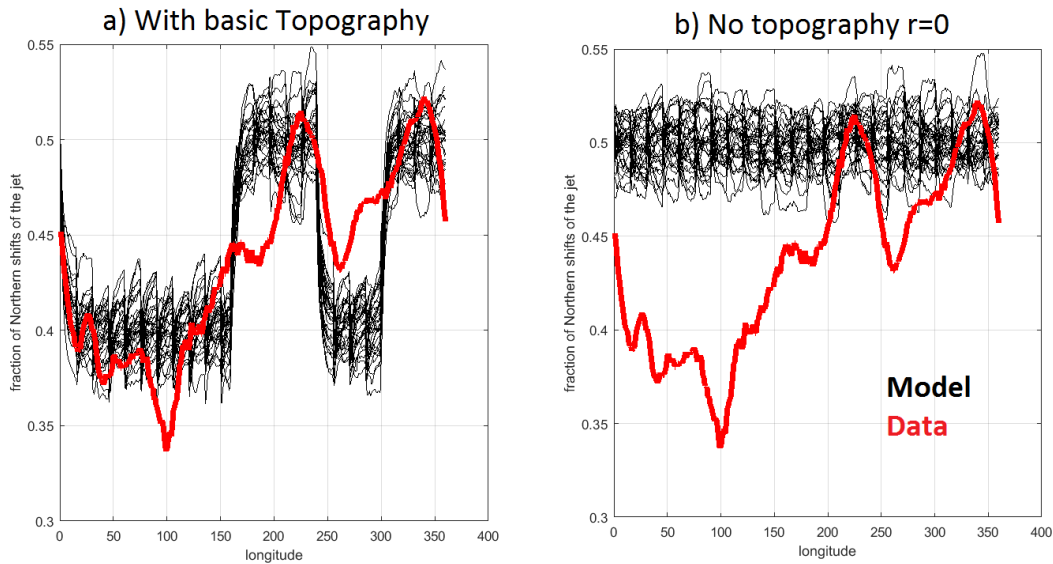 a) With basic Topography
0.55
0.5
0.45
0.4
0.35
0.3
fraction of Northern shifts of the jet
0 50 100 150 200 250 300 350 400
longitude
b) No topography r=0
0.55
0.5
0.45
0.4
0.35
0.3
fraction of Northern shifts of the jet
0 50 100 150 200 250 300 350 400
longitude
Model
Data